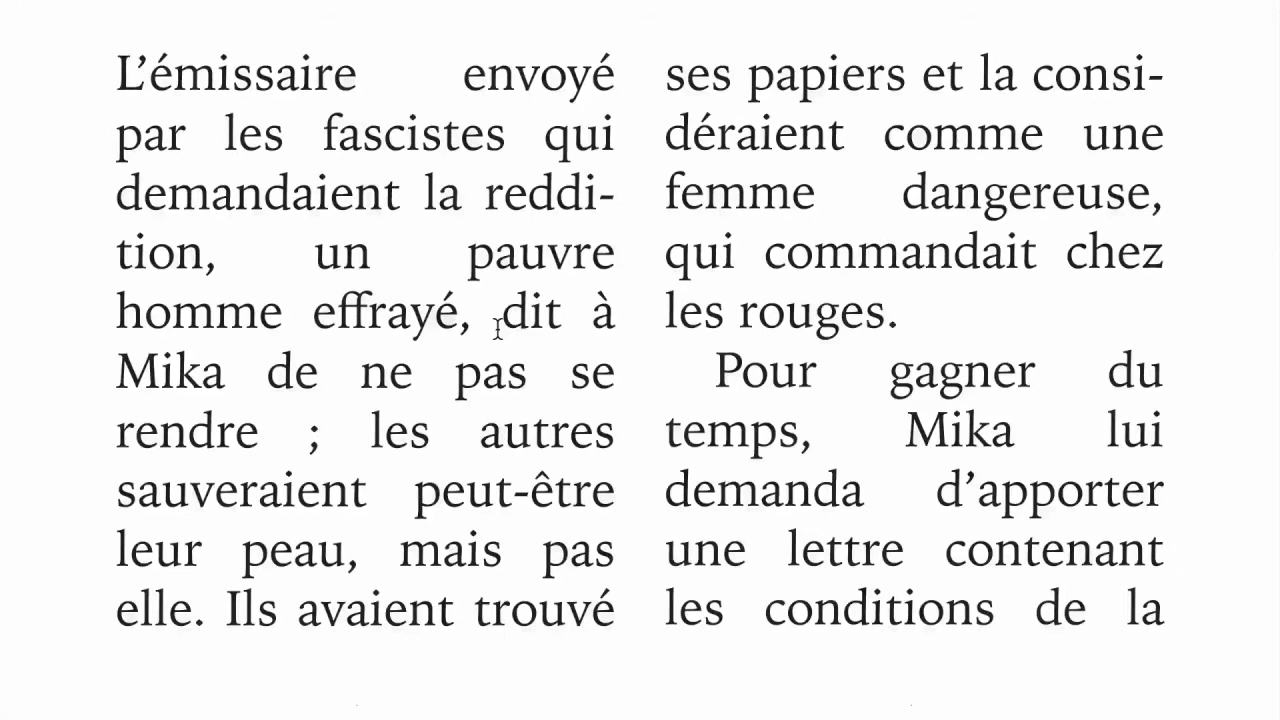 L’émissaire envoyé
par les fascistes qui
demandaient la reddi-
tion, un pauvre
homme effrayé, dit à
Mika de ne pas se
rendre ; les autres
sauveraient peut-être
leur peau, mais pas
elle. Ils avaient trouvé
ses papiers et la consi-
déraient comme une
femme dangereuse,
qui commandait chez
les rouges.
Pour gagner du
temps, Mika lui
demanda d’apporter
une lettre contenant
les conditions de la